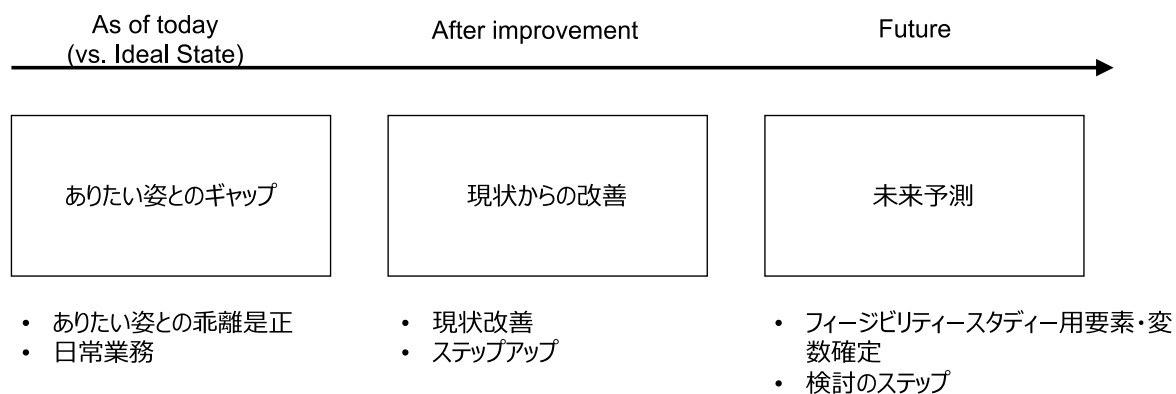 As of today
(vs. Ideal State)
After improvement
Future
ありたい姿とのギャップ
現状からの改善
未来予測
• ありたい姿との乖離是正
• 日常業務
• 現状改善
• ステップアップ
• フィージビリティースタディー用要素・変
数確定
• 検討のステップ